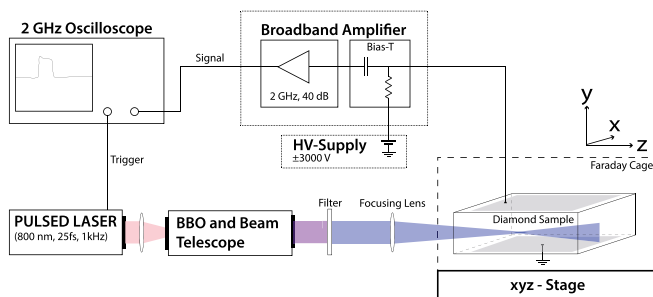 2 GHz Oscilloscope
Signal
Trigger
Broadband Amplifier
Bias-T
2 GHz, 40 dB
HV-Supply
±3000 V
y
x
z
Faraday Cage
PULSED LASER
(800 nm, 25fs, 1kHz)
BBO and Beam
Telescope
Filter
Focusing Lens
Diamond Sample
xyz - Stage